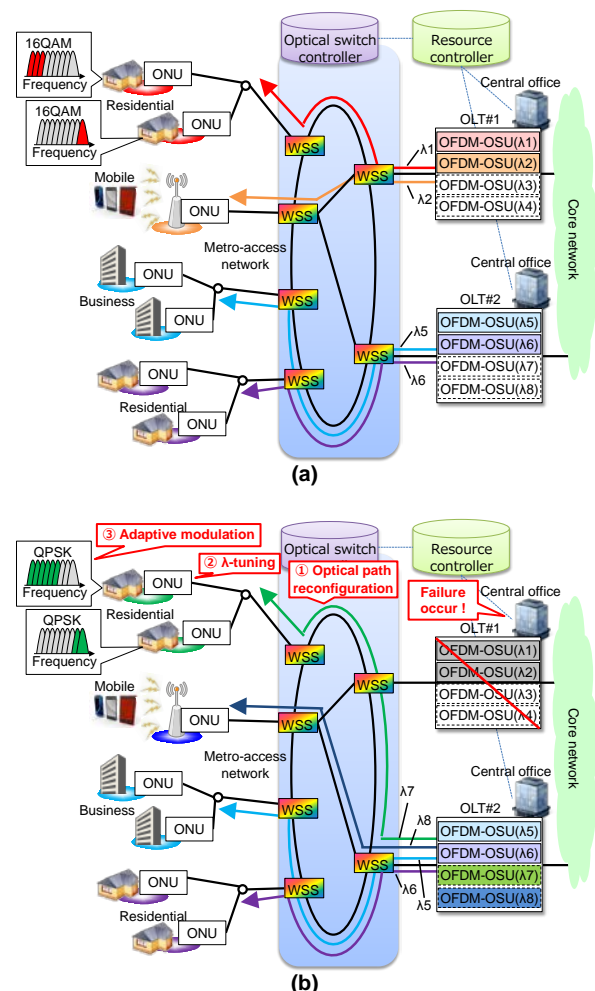 16QAM
Frequency
ONU
Residential
16QAM
Frequency
ONU
Optical switch
controller
Resource
controller
Central office
OLT#1
OFDM-OSU(λ1)
OFDM-OSU(λ2)
OFDM-OSU(λ3)
OFDM-OSU(λ4)
λ1
λ2
WSS
WSS
WSS
Mobile
ONU
Metro-access
network
Core network
Central office
OLT#2
OFDM-OSU(λ5)
OFDM-OSU(λ6)
OFDM-OSU(λ7)
OFDM-OSU(λ8)
λ5
λ6
ONU
Business
ONU
WSS
WSS
WSS
ONU
Residential
ONU
(a)
③ Adaptive modulation
QPSK
Frequency
② λ-tuning
ONU
Residential
QPSK
Frequency
ONU
Optical switch
① Optical path
reconfiguration
Resource
controller
Failure
occur !
Central office
OLT#1
OFDM-OSU(λ1)
OFDM-OSU(λ2)
OFDM-OSU(λ3)
OFDM-OSU(λ4)
WSS
WSS
WSS
Mobile
ONU
Metro-access
network
Core network
Central office
OLT#2
OFDM-OSU(λ5)
OFDM-OSU(λ6)
OFDM-OSU(λ7)
OFDM-OSU(λ8)
λ7
λ8
λ5
λ6
ONU
Business
ONU
WSS
WSS
WSS
ONU
Residential
ONU
(b)